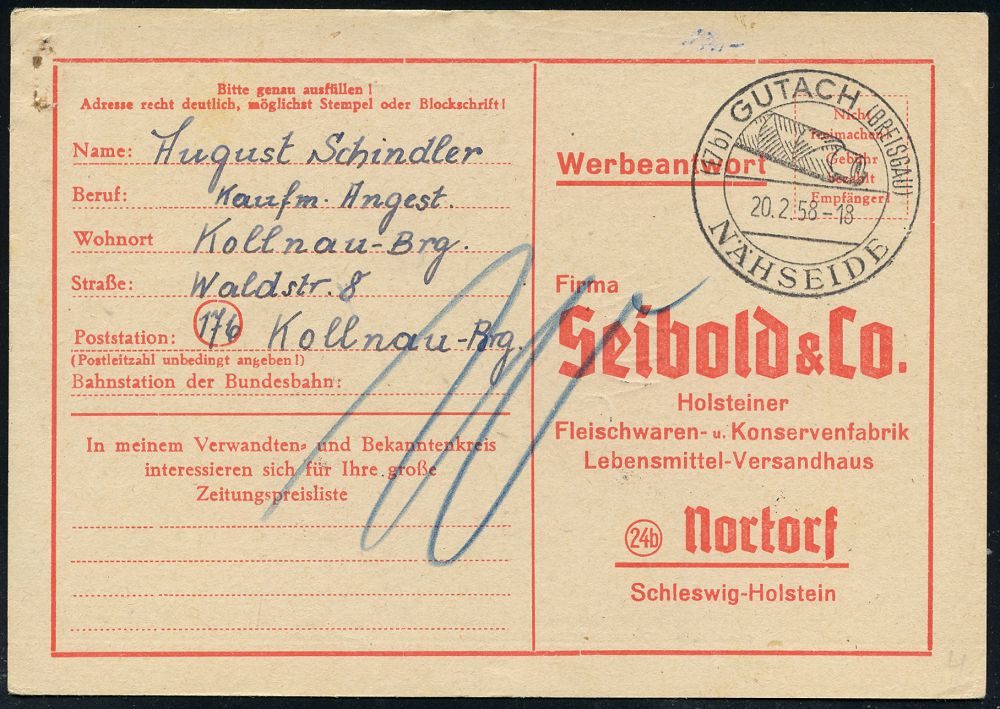 Bitte genau ausfüllen !
Adresse recht deutlich, möglichst Stempel oder Blockschrift !
Name: August Schindler
Beruf: Kaufm. Angest.
Wohnort Kollnau-Brg.
Straße: Waldstr. 8
Poststation: 17b Kollnau-Brg.
(Postleitzahl unbedingt angeben !)
Bahnstation der Bundesbahn:
In meinem Verwandten- und Bekanntenkreis
interessieren sich für Ihre große
Zeitungspreisliste
(17b) GUTACH (BREISGAU)
20.2.58-18
NÄHSEIDE
Nicht
freimachen!
Gebühr
bezahlt
Empfänger!
Werbeantwort
Firma
Seibold & Co.
Holsteiner
Fleischwaren- u. Konservenfabrik
Lebensmittel-Versandhaus
24b Nortorf
Schleswig-Holstein